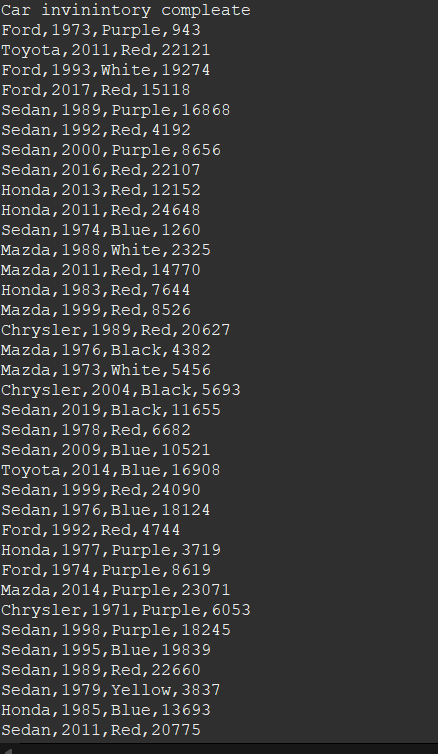 Car invinintory compleate
Ford,1973,Purple,943
Toyota,2011,Red,22121
Ford,1993,White,19274
Ford,2017,Red,15118
Sedan,1989,Purple,16868
Sedan,1992,Red,4192
Sedan,2000,Purple,8656
Sedan,2016,Red,22107
Honda,2013,Red,12152
Honda,2011,Red,24648
Sedan,1974,Blue,1260
Mazda,1988,White,2325
Mazda,2011,Red,14770
Honda,1983,Red,7644
Mazda,1999,Red,8526
Chrysler,1989,Red,20627
Mazda,1976,Black,4382
Mazda,1973,White,5456
Chrysler,2004,Black,5693
Sedan,2019,Black,11655
Sedan,1978,Red,6682
Sedan,2009,Blue,10521
Toyota,2014,Blue,16908
Sedan,1999,Red,24090
Sedan,1976,Blue,18124
Ford,1992,Red,4744
Honda,1977,Purple,3719
Ford,1974,Purple,8619
Mazda,2014,Purple,23071
Chrysler,1971,Purple,6053
Sedan,1998,Purple,18245
Sedan,1995,Blue,19839
Sedan,1989,Red,22660
Sedan,1979,Yellow,3837
Honda,1985,Blue,13693
Sedan,2011,Red,20775